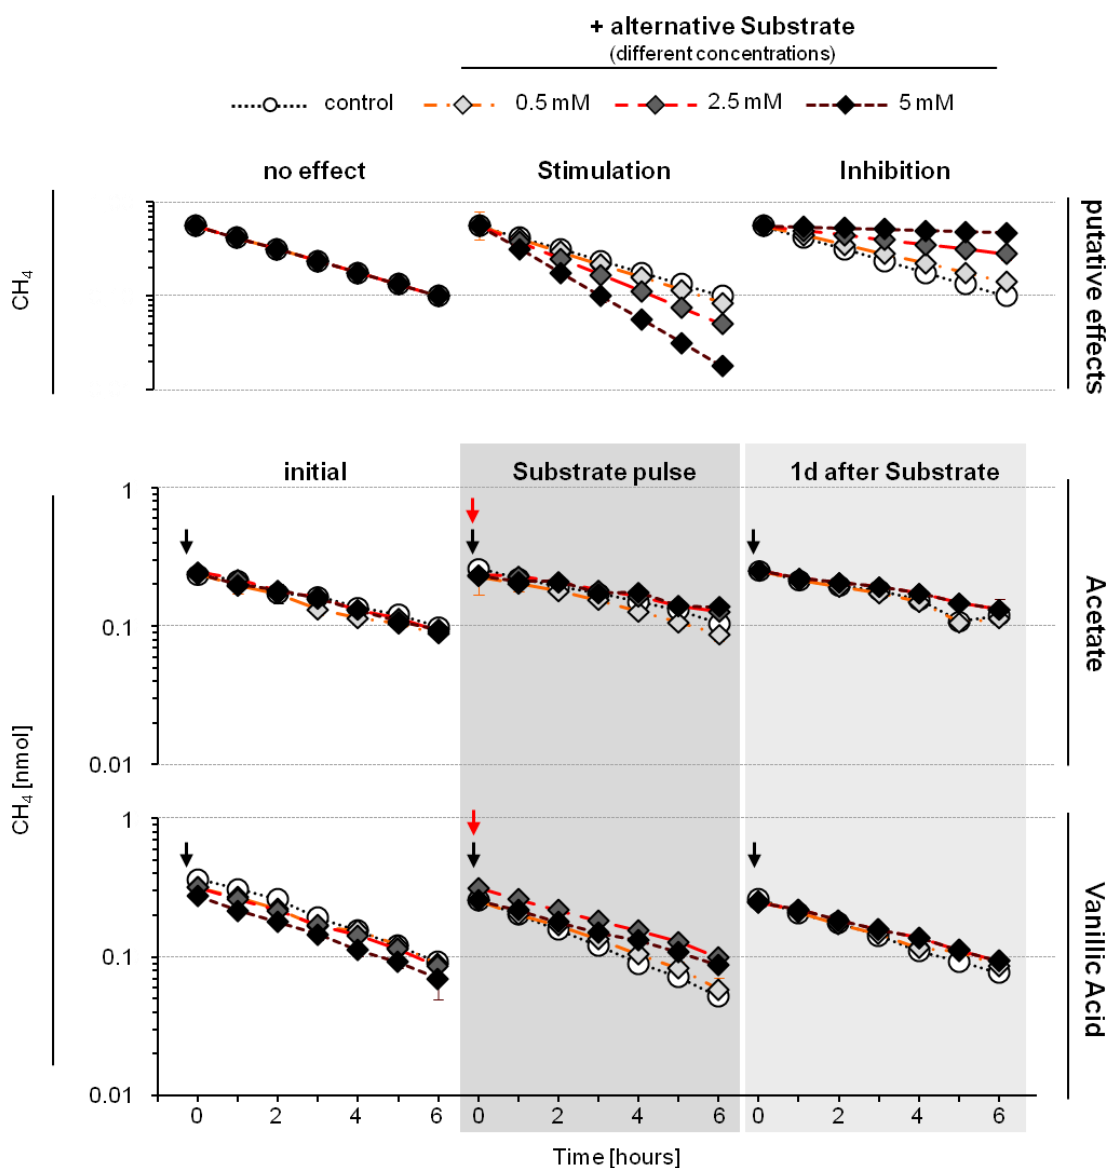 + alternative Substrate
(different concentrations)
control 0.5 mM 2.5 mM 5 mM
no effect Stimulation Inhibition
CH₄
putative effects
initial Substrate pulse 1d after Substrate
1
0.1
0.01
Acetate
CH₄ [nmol]
1
0.1
0.01
Vanillic Acid
0 2 4 6 0 2 4 6 0 2 4 6
Time [hours]